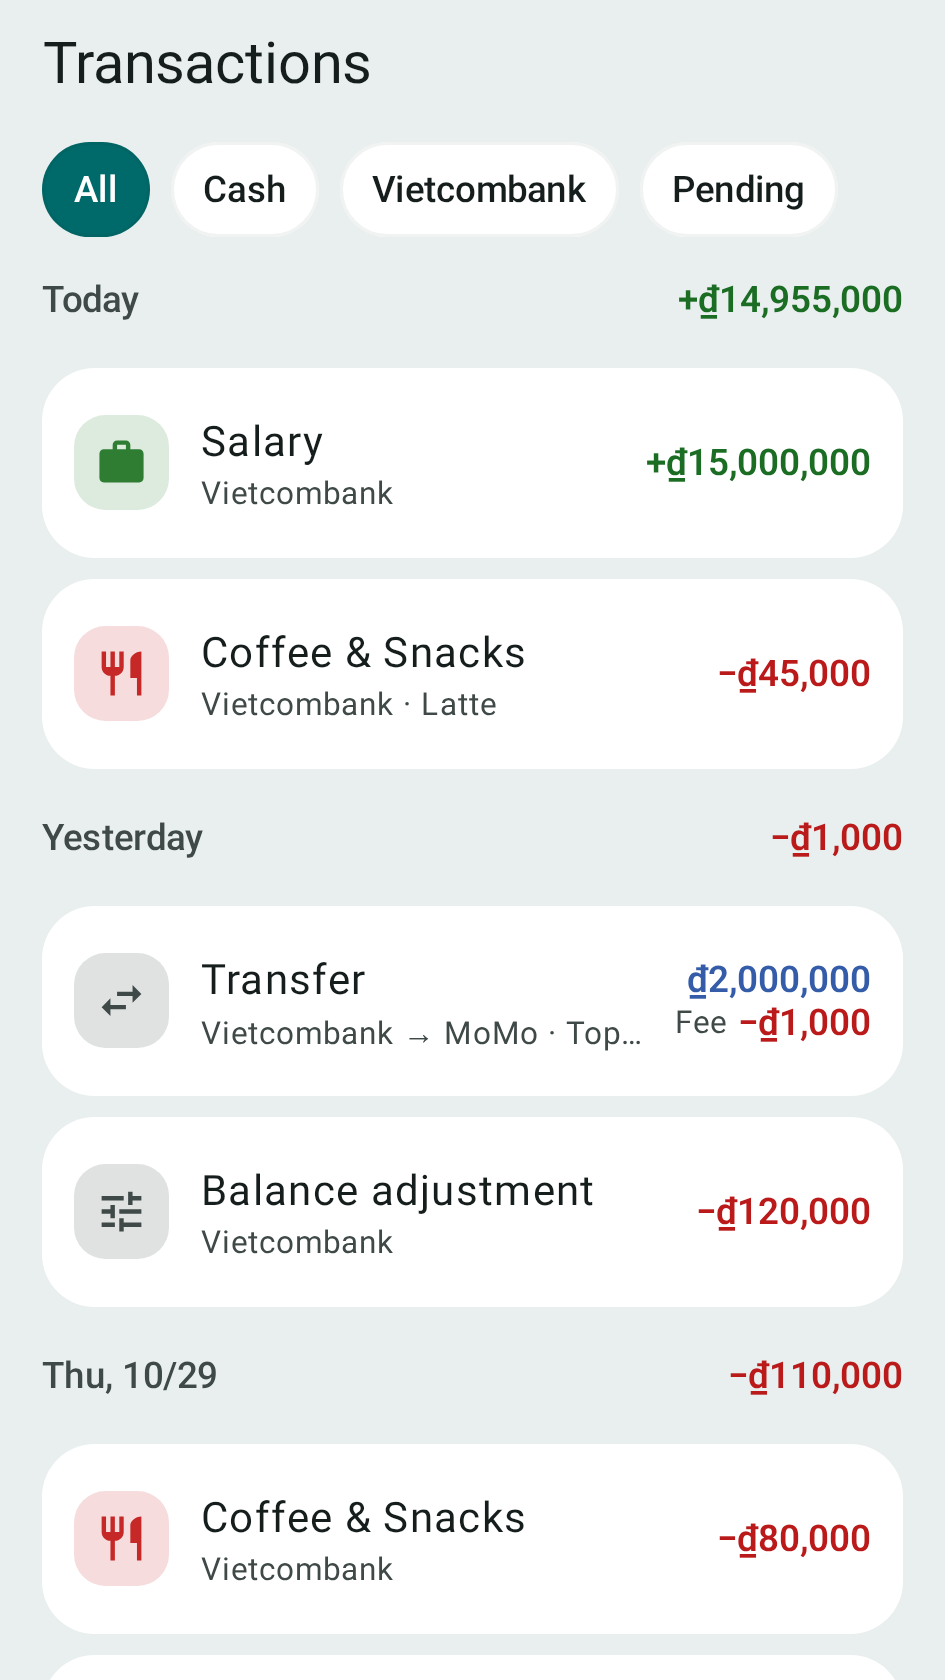 Transactions
All
Cash
Vietcombank
Pending
Today
+₫14,955,000
Salary
+₫15,000,000
Vietcombank
Coffee & Snacks
−₫45,000
Vietcombank · Latte
Yesterday
−₫1,000
Transfer
₫2,000,000
Vietcombank → MoMo · Top…
Fee −₫1,000
Balance adjustment
−₫120,000
Vietcombank
Thu, 10/29
−₫110,000
Coffee & Snacks
−₫80,000
Vietcombank